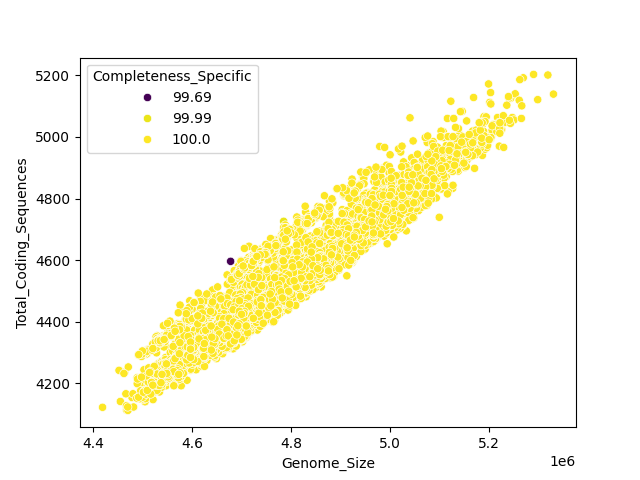 Completeness_Specific
99.69
99.99
100.0
5200
5000
4800
4600
4400
4200
Total_Coding_Sequences
4.4 4.6 4.8 5.0 5.2
1e6
Genome_Size